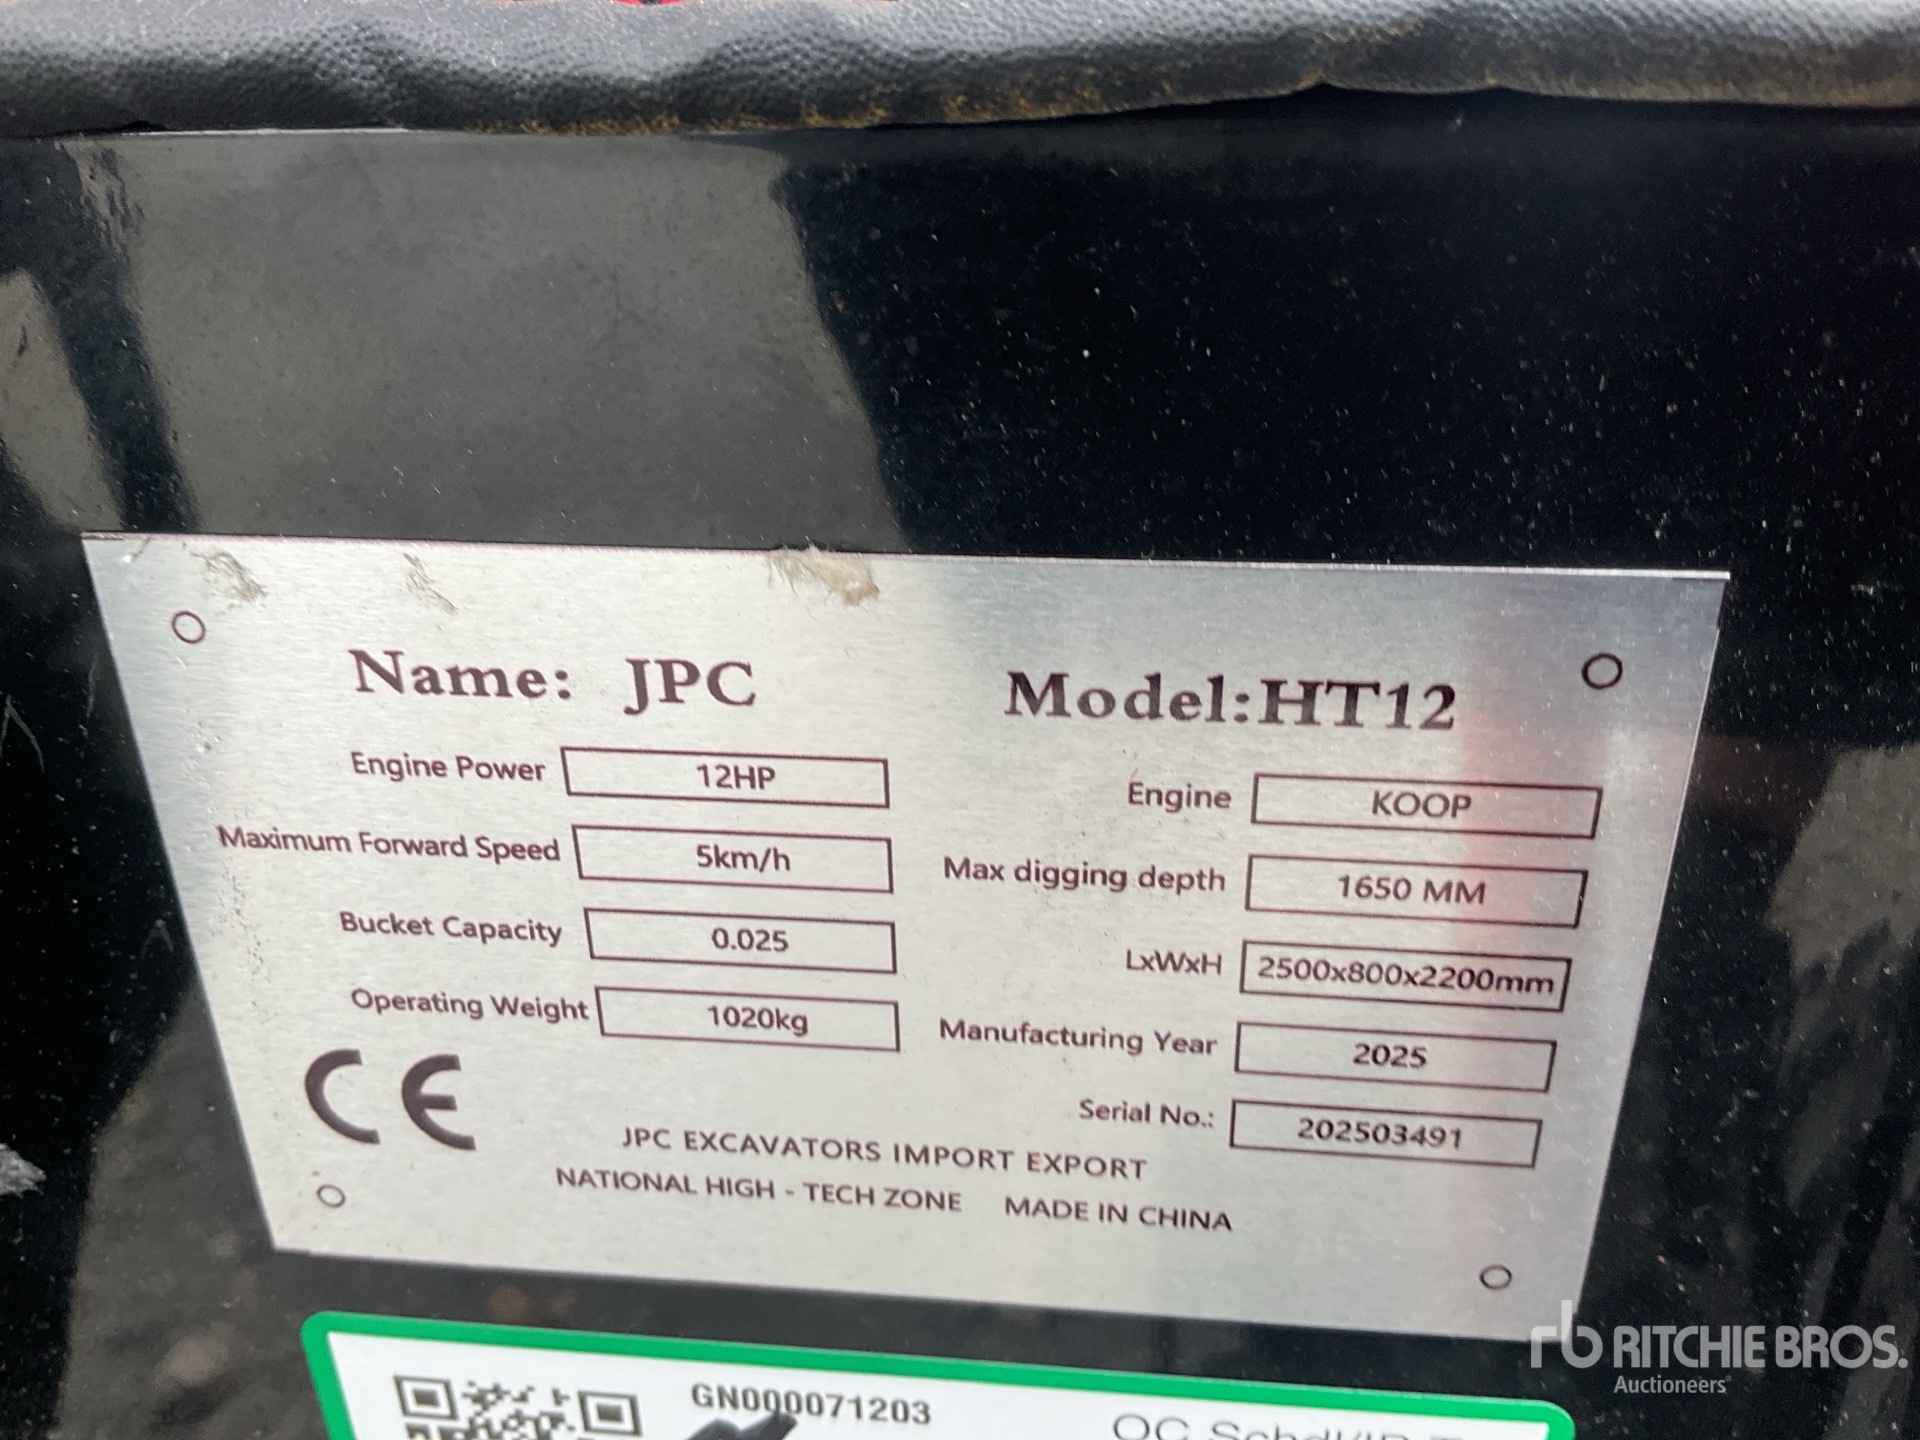 Name: JPC
Model:HT12
Engine Power 12HP
Engine KOOP
Maximum Forward Speed 5km/h
Max digging depth 1650 MM
Bucket Capacity 0.025
LxWxH 2500x800x2200mm
Operating Weight 1020kg
Manufacturing Year 2025
Serial No.: 202503491
CE
JPC EXCAVATORS IMPORT EXPORT
NATIONAL HIGH - TECH ZONE MADE IN CHINA
GN000071203
rb RITCHIE BROS.
Auctioneers